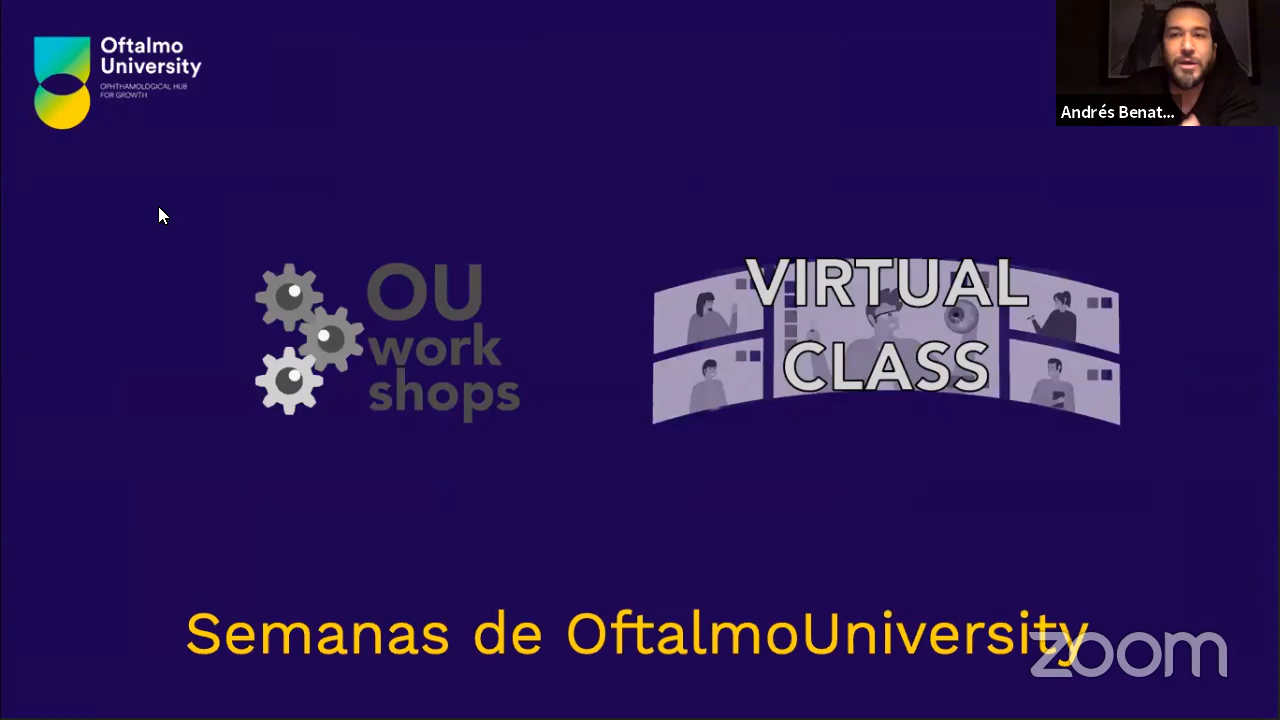 Oftalmo
University
OPHTHAMOLOGICAL HUB
FOR GROWTH
Andrés Benat...
OU
work
shops
VIRTUAL
CLASS
Semanas de OftalmoUniversity
zoom